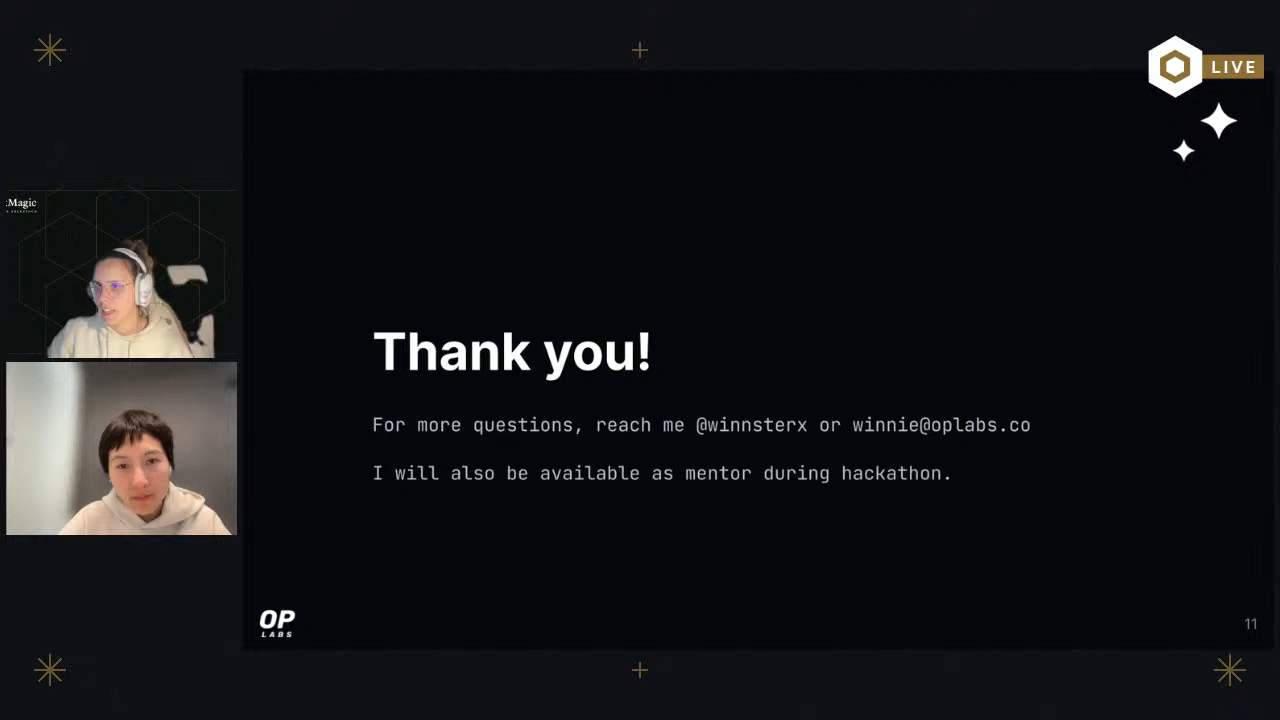 LIVE
:Magic
Thank you!
For more questions, reach me @winnsterx or winnie@oplabs.co
I will also be available as mentor during hackathon.
OP
LABS
11